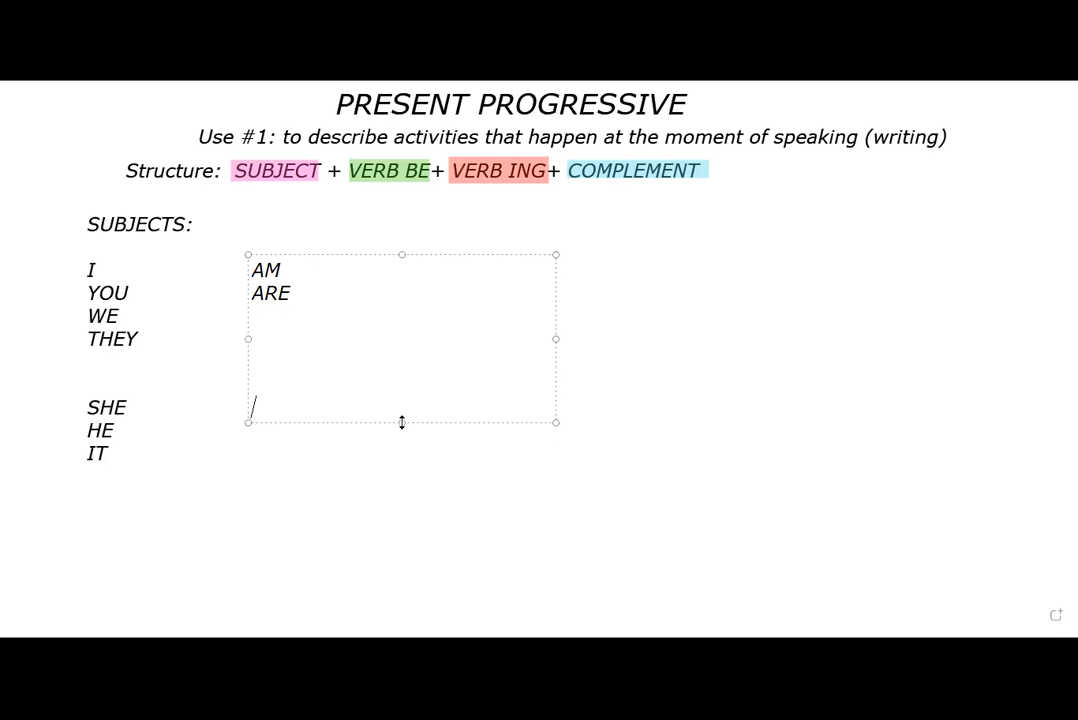 PRESENT PROGRESSIVE
Use #1: to describe activities that happen at the moment of speaking (writing)
Structure: SUBJECT + VERB BE+ VERB ING+ COMPLEMENT
SUBJECTS:
I AM
YOU ARE
WE
THEY
SHE
HE
IT